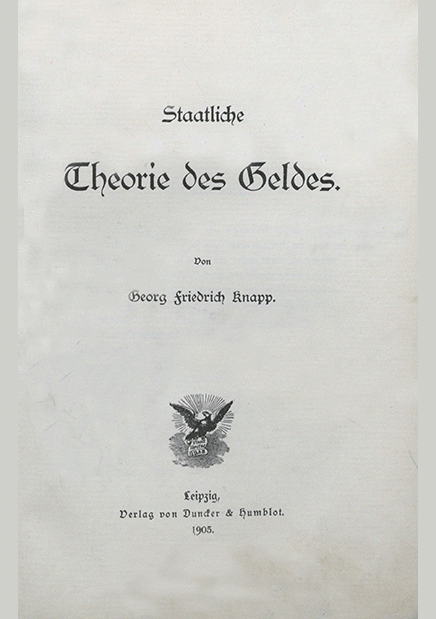 Staatliche
Theorie des Geldes.
Von
Georg Friedrich Knapp.
Leipzig,
Verlag von Duncker & Humblot.
1905.